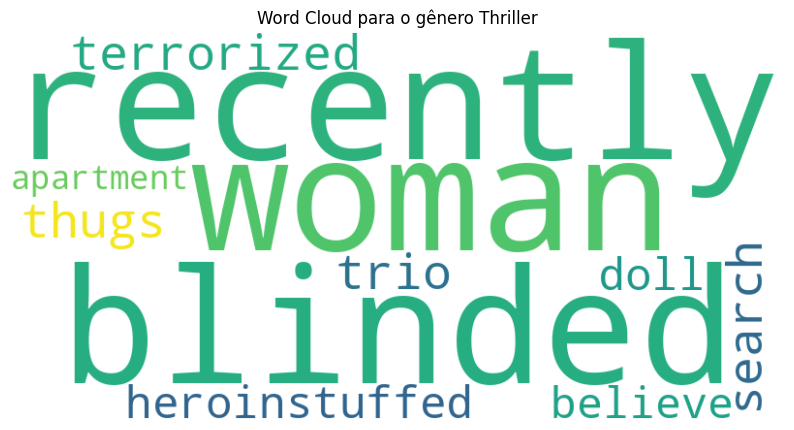 Word Cloud para o gênero Thriller
terrorized
recently
apartment
woman
thugs
trio
doll
search
blinded
heroinstuffed
believe